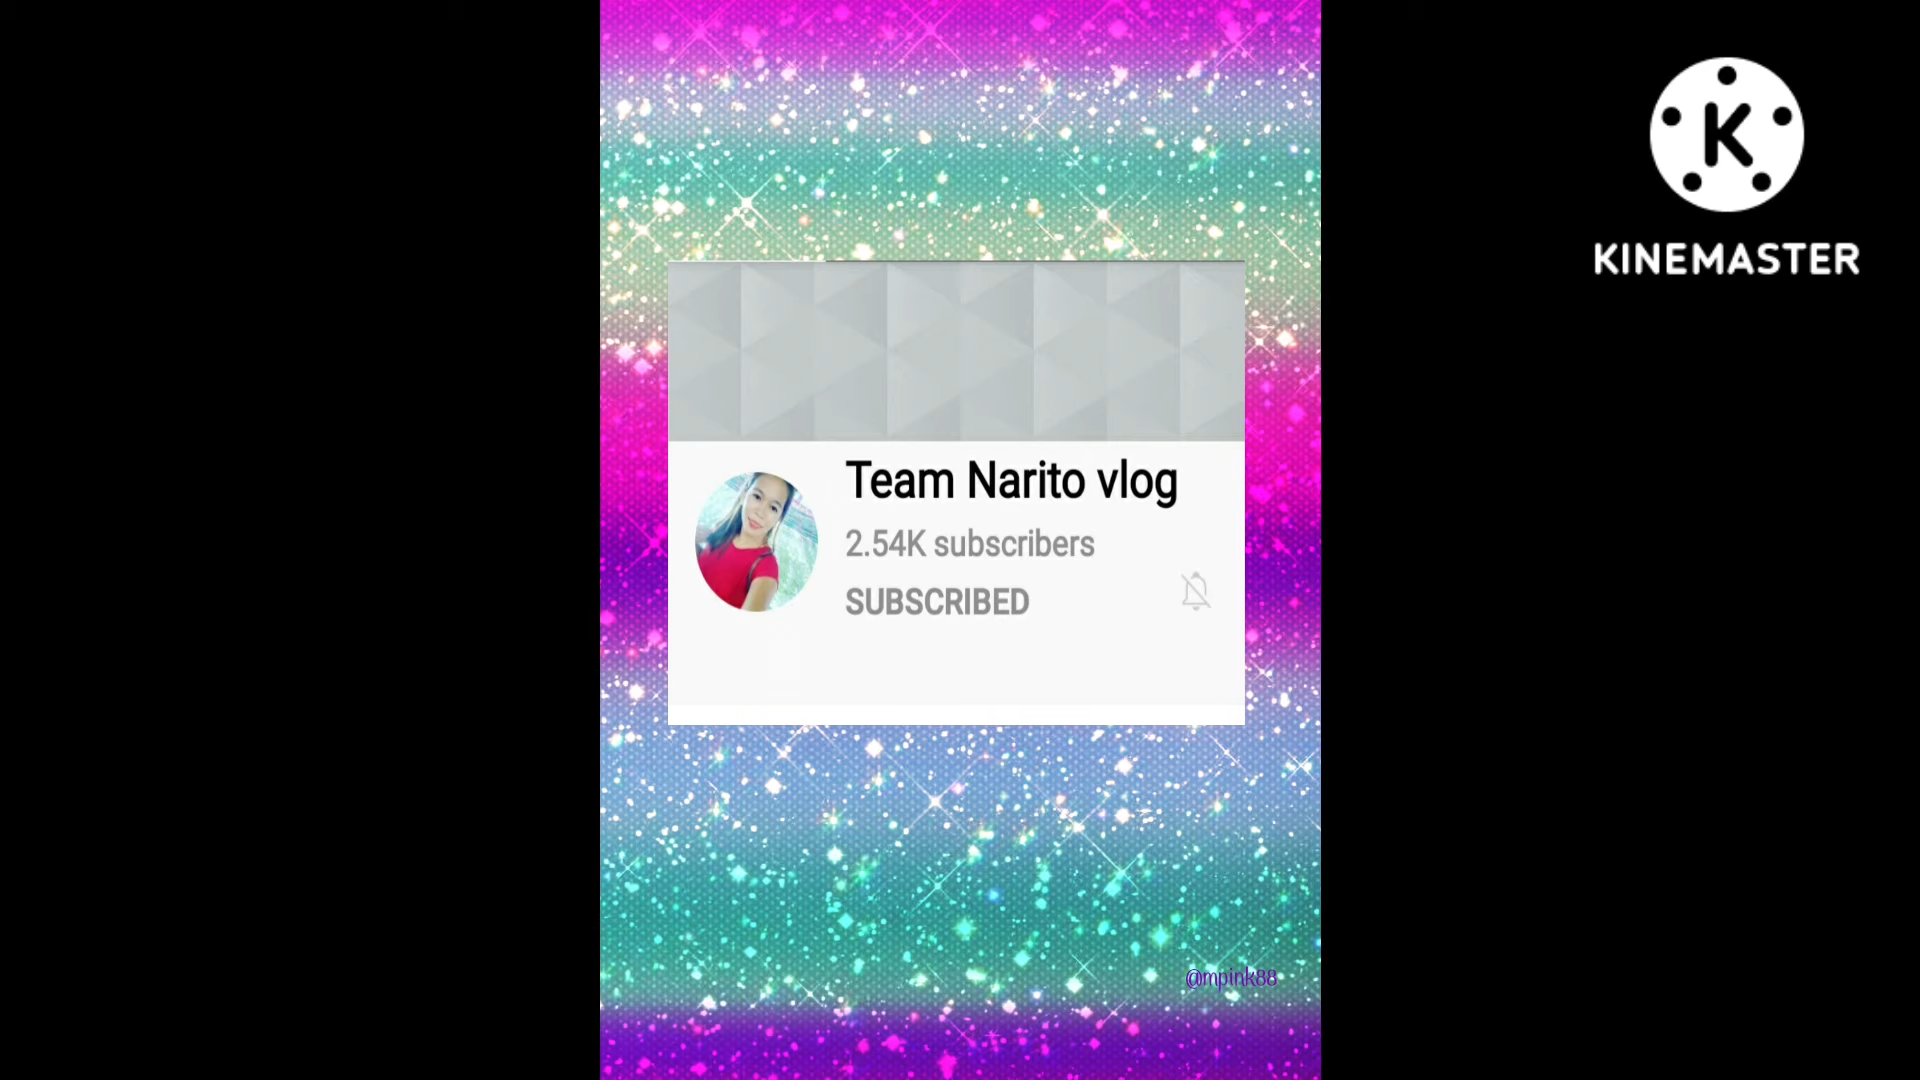 K
KINEMASTER
Team Narito vlog
2.54K subscribers
SUBSCRIBED
@mpink88